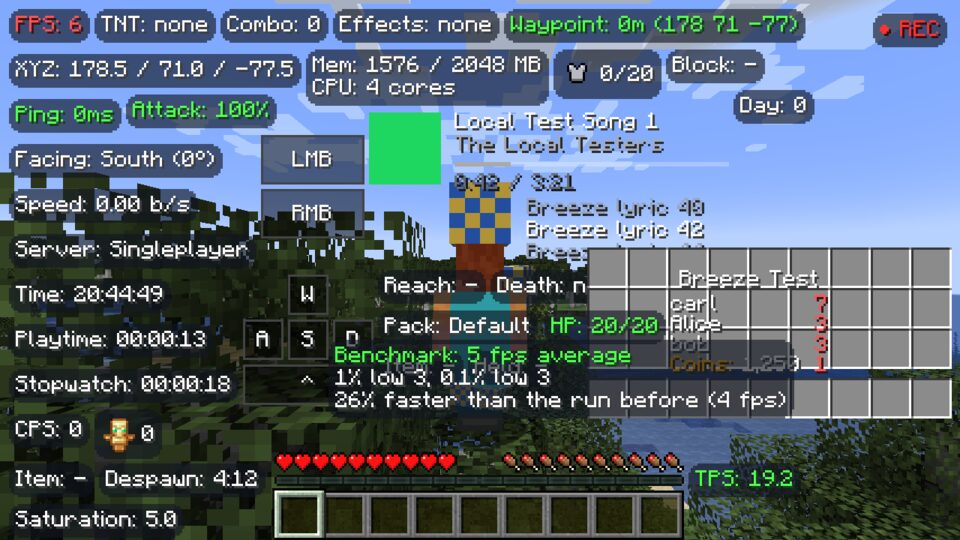 FPS: 6
TNT: none
Combo: 0
Effects: none
Waypoint: 0m (178 71 -77)
REC
XYZ: 178.5 / 71.0 / -77.5
Mem: 1576 / 2048 MB
CPU: 4 cores
0/20
Block: -
Ping: 0ms
Attack: 100%
Day: 0
Local Test Song 1
The Local Testers
0:42 / 3:21
Facing: South (0°)
LMB
Speed: 0.00 b/s
RMB
Breeze lyric 40
Breeze lyric 42
Server: Singleplayer
Reach: -
Death: n
Breeze Test
carl 7
Alice 3
bob 3
Coins: 1,250 1
Time: 20:44:49
W
Pack: Default
HP: 20/20
Playtime: 00:00:13
A
S
D
Benchmark: 5 fps average
1% low 3, 0.1% low 3
26% faster than the run before (4 fps)
Stopwatch: 00:00:18
^
CPS: 0
0
Item: -
Despawn: 4:12
TPS: 19.2
Saturation: 5.0